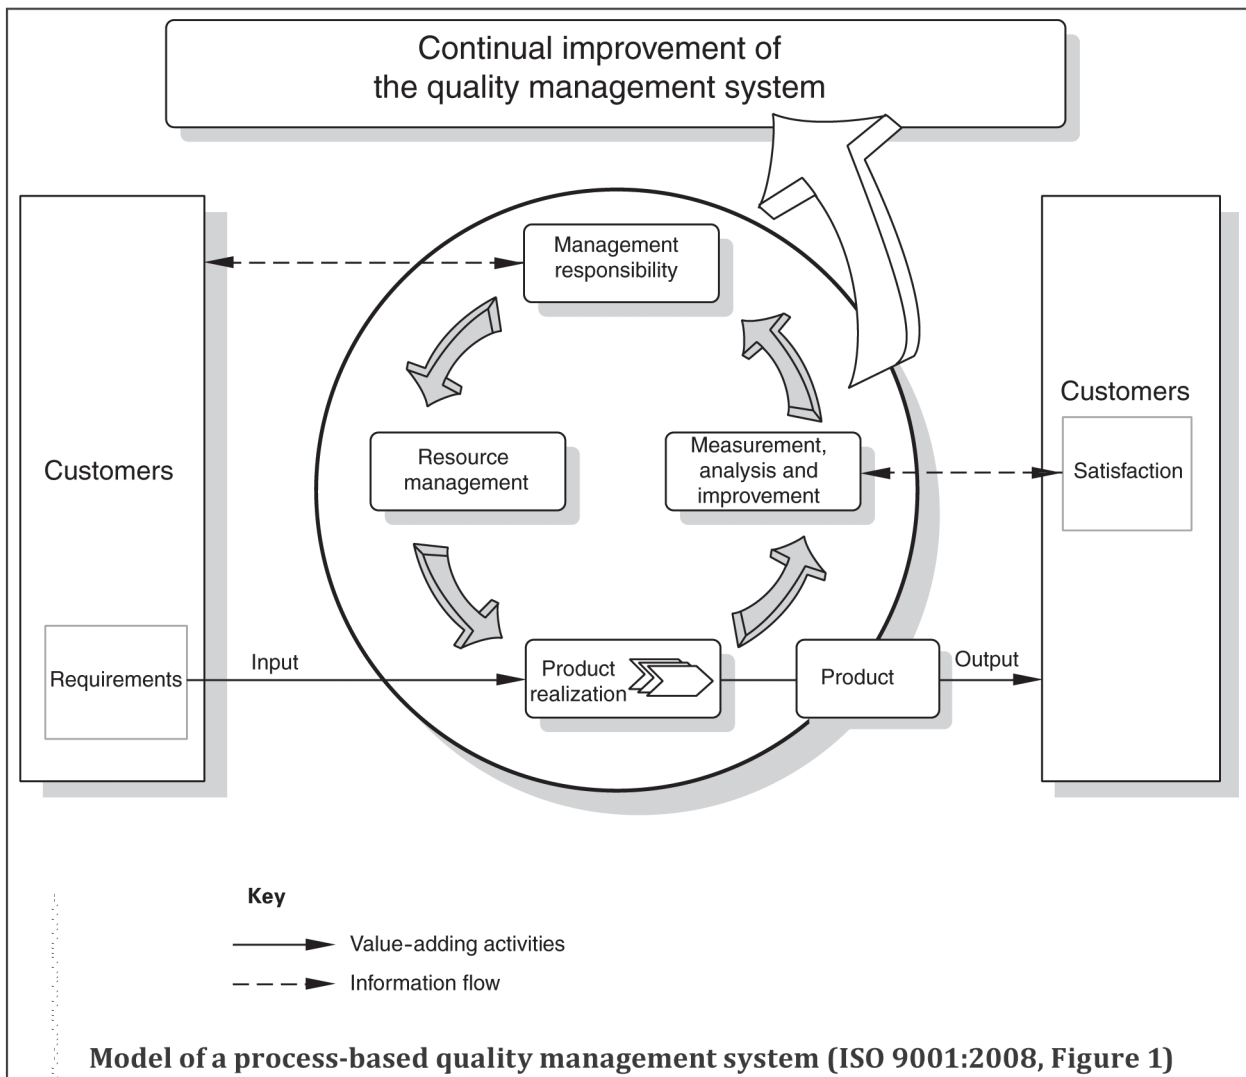 Continual improvement of
the quality management system
Management
responsibility
Customers
Resource
management
Measurement,
analysis and
improvement
Customers
Satisfaction
Requirements
Input
Product
realization
Product
Output
Key
Value-adding activities
Information flow
Model of a process-based quality management system (ISO 9001:2008, Figure 1)